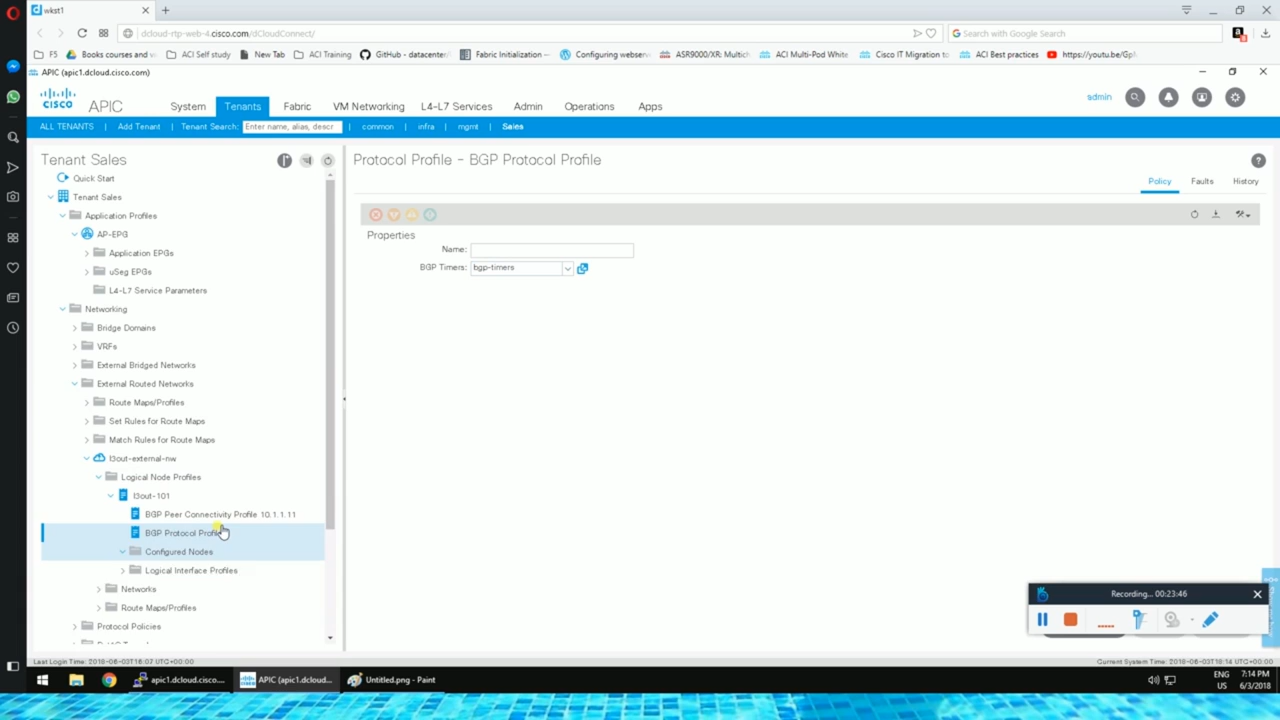 wkst1
dcloud-rtp-web-4.cisco.com/dCloudConnect/
Search with Google Search
F5 Books courses and w ACI Self study New Tab ACI Training GitHub - datacenter/ Fabric Initialization – Configuring webserv ASR9000/XR: Multich ACI Multi-Pod White Cisco IT Migration to ACI Best practices https://youtu.be/Gph
APIC (apic1.dcloud.cisco.com)
cisco APIC System Tenants Fabric VM Networking L4-L7 Services Admin Operations Apps admin
ALL TENANTS | Add Tenant | Tenant Search: Enter name, alias, descr | common | infra | mgmt | Sales
Tenant Sales
Quick Start
Tenant Sales
Application Profiles
AP-EPG
Application EPGs
uSeg EPGs
L4-L7 Service Parameters
Networking
Bridge Domains
VRFs
External Bridged Networks
External Routed Networks
Route Maps/Profiles
Set Rules for Route Maps
Match Rules for Route Maps
l3out-external-nw
Logical Node Profiles
l3out-101
BGP Peer Connectivity Profile 10.1.1.11
BGP Protocol Profile
Configured Nodes
Logical Interface Profiles
Networks
Route Maps/Profiles
Protocol Policies
Protocol Profile - BGP Protocol Profile
Policy Faults History
Properties
Name:
BGP Timers: bgp-timers
Recording... 00:23:46
Last Login Time: 2018-06-03T18:07 UTC+00:00
Current System Time: 2018-06-03T19:14 UTC+00:00
apic1.dcloud.cisco.... APIC (apic1.dcloud.... Untitled.png - Paint
ENG
US
7:14 PM
6/3/2018